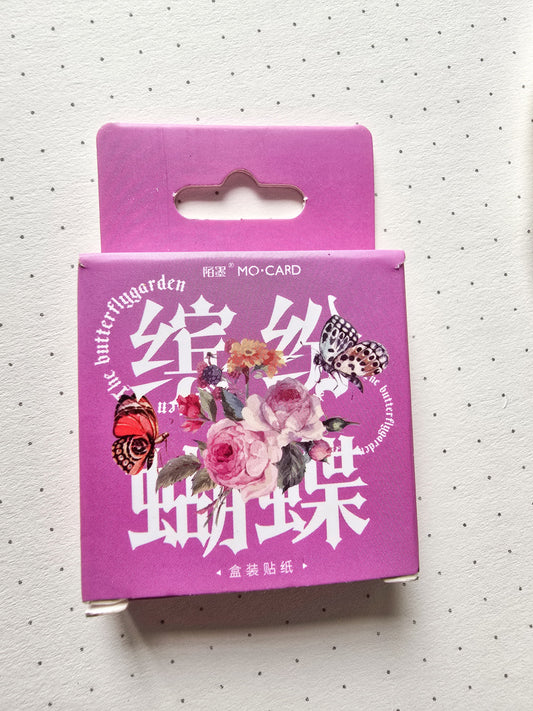 陌墨® MO·CARD
The butterflygarden
缤纷
The butterflygarden
蝴蝶
盒装贴纸